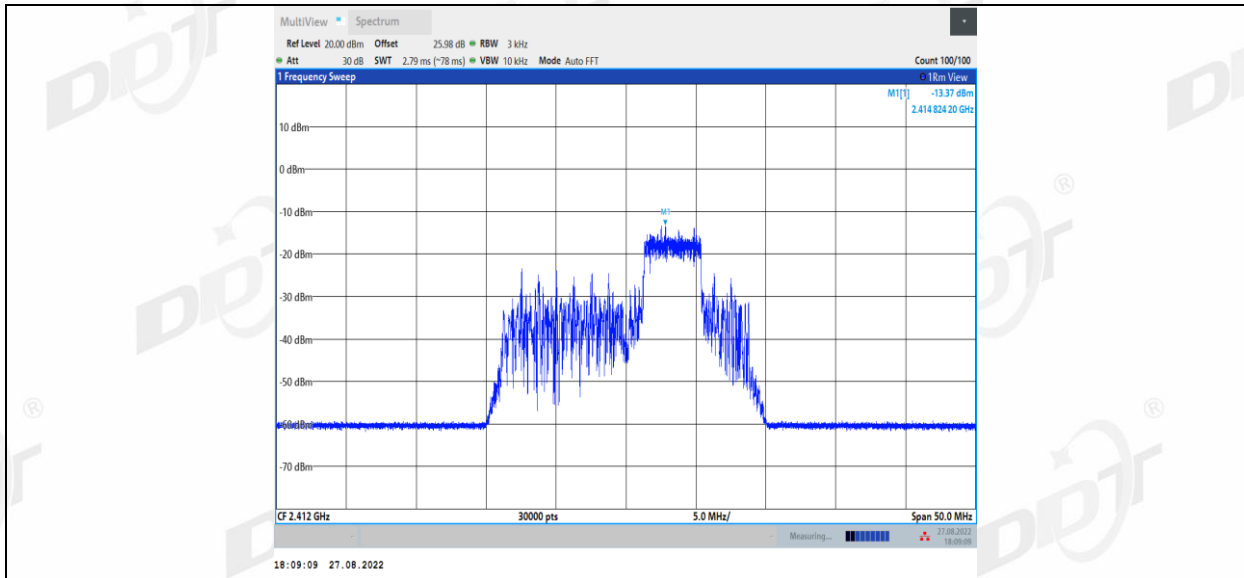 MultiView Spectrum
Ref Level 20.00 dBm Offset 25.98 dB RBW 3 kHz
Att 30 dB SWT 2.79 ms (~78 ms) VBW 10 kHz Mode Auto FFT Count 100/100
1 Frequency Sweep 1Rm View
M1[1] -13.37 dBm
2.414 824 20 GHz
10 dBm
0 dBm
-10 dBm
M1
-20 dBm
-30 dBm
-40 dBm
-50 dBm
-60 dBm
-70 dBm
CF 2.412 GHz 30000 pts 5.0 MHz/ Span 50.0 MHz
Measuring... 27.08.2022
18:09:09
18:09:09 27.08.2022
DDT ®